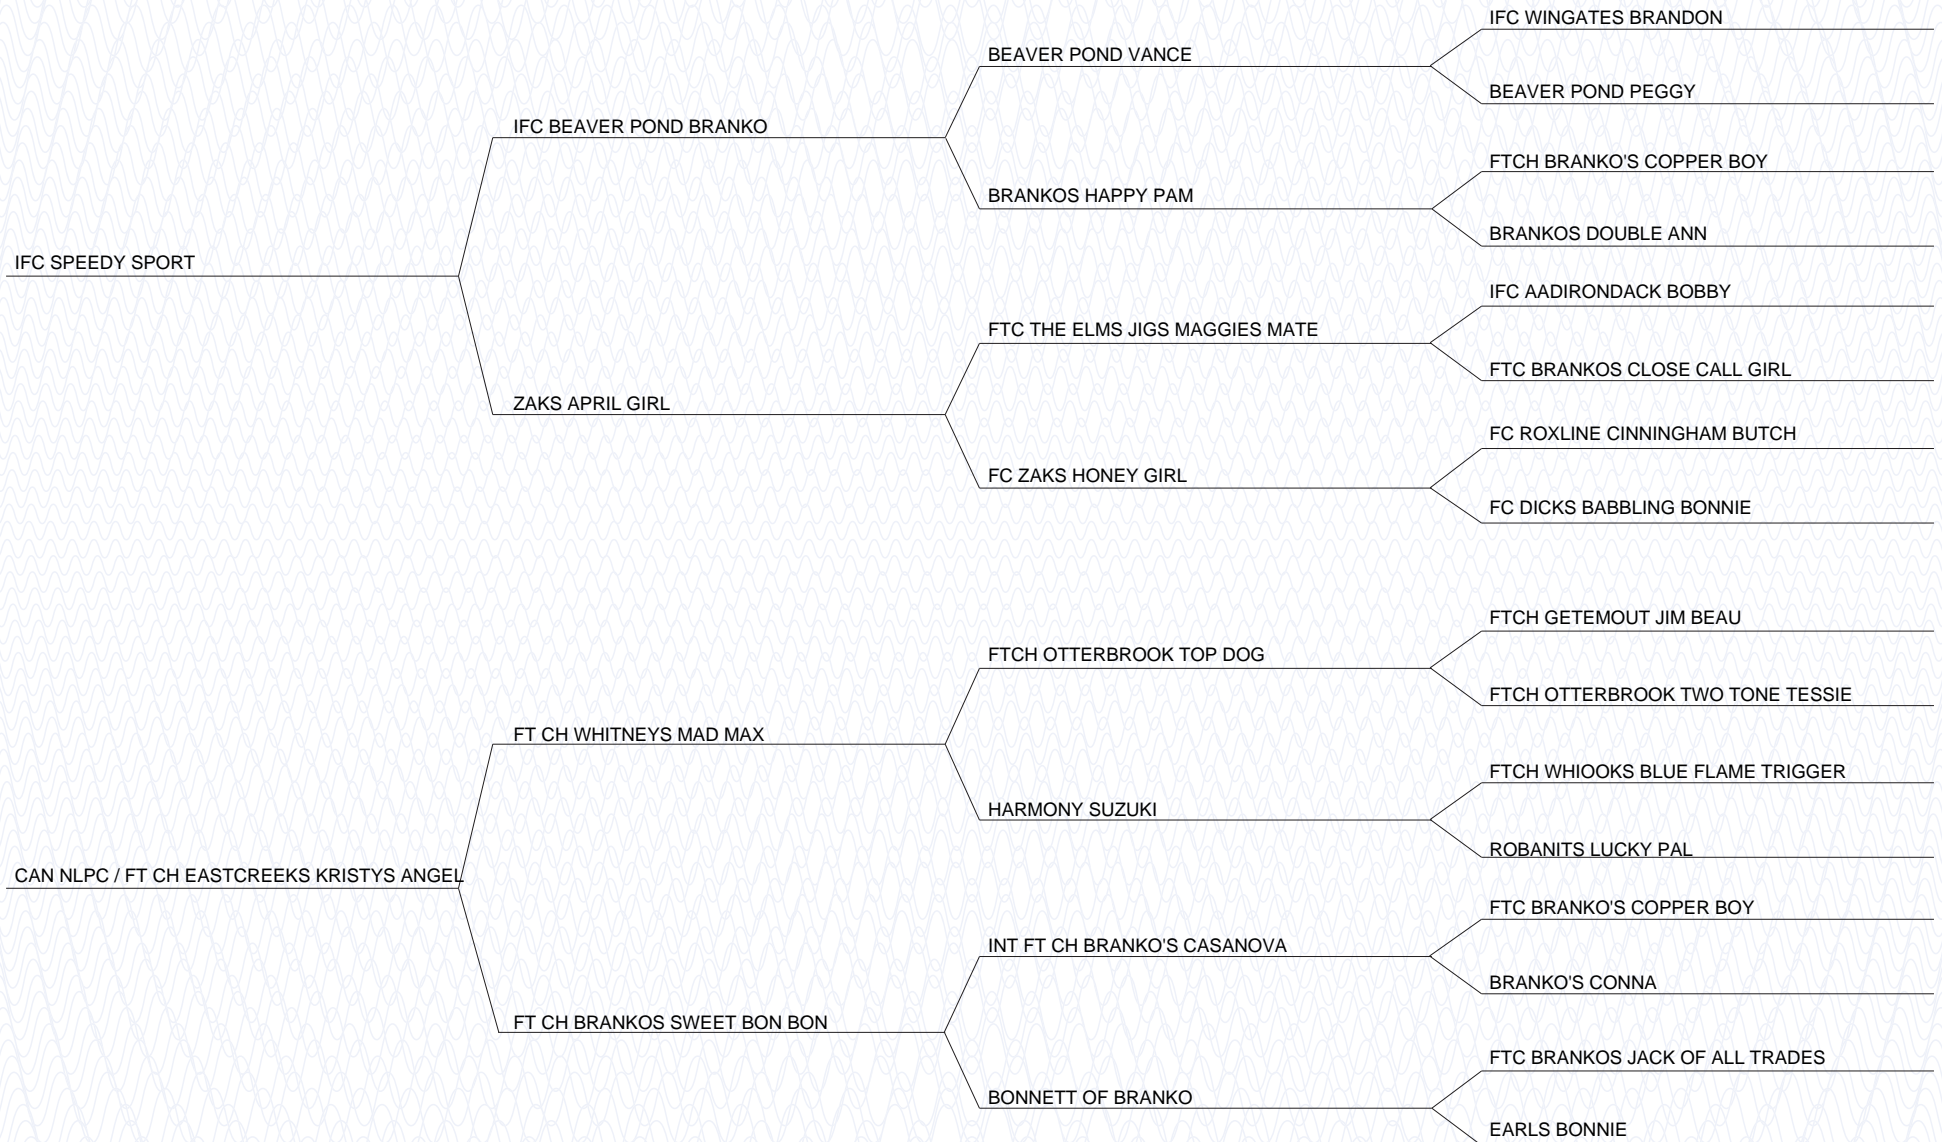 IFC WINGATES BRANDON
BEAVER POND VANCE
BEAVER POND PEGGY
IFC BEAVER POND BRANKO
FTCH BRANKO'S COPPER BOY
BRANKOS HAPPY PAM
BRANKOS DOUBLE ANN
IFC SPEEDY SPORT
IFC AADIRONDACK BOBBY
FTC THE ELMS JIGS MAGGIES MATE
FTC BRANKOS CLOSE CALL GIRL
ZAKS APRIL GIRL
FC ROXLINE CINNINGHAM BUTCH
FC ZAKS HONEY GIRL
FC DICKS BABBLING BONNIE
FTCH GETEMOUT JIM BEAU
FTCH OTTERBROOK TOP DOG
FTCH OTTERBROOK TWO TONE TESSIE
FT CH WHITNEYS MAD MAX
FTCH WHIOOKS BLUE FLAME TRIGGER
HARMONY SUZUKI
ROBANITS LUCKY PAL
CAN NLPC / FT CH EASTCREEKS KRISTYS ANGEL
FTC BRANKO'S COPPER BOY
INT FT CH BRANKO'S CASANOVA
BRANKO'S CONNA
FT CH BRANKOS SWEET BON BON
FTC BRANKOS JACK OF ALL TRADES
BONNETT OF BRANKO
EARLS BONNIE